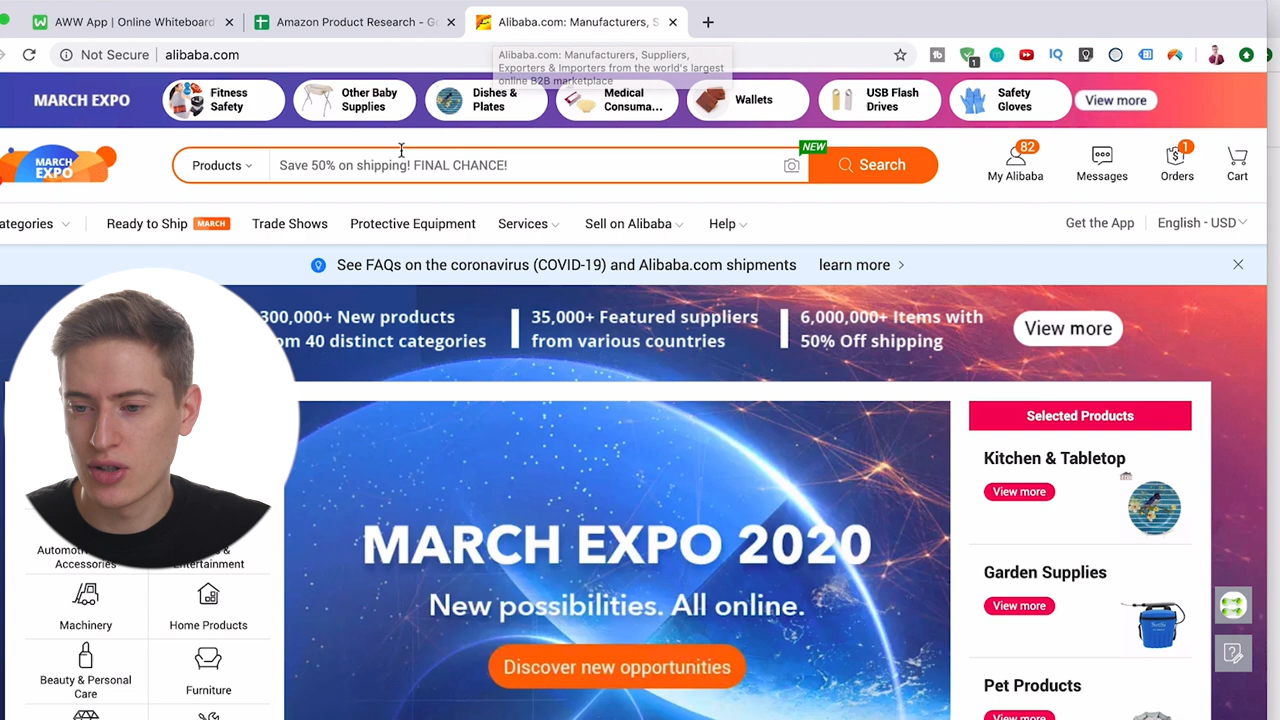 AWW App | Online Whiteboard
Amazon Product Research - Go
Alibaba.com: Manufacturers, S
Not Secure
alibaba.com
1
IQ
Alibaba.com: Manufacturers, Suppliers,
Exporters & Importers from the world's largest
online B2B marketplace
MARCH EXPO
Fitness
Safety
Other Baby
Supplies
Dishes &
Plates
Medical
Consuma...
Wallets
USB Flash
Drives
Safety
Gloves
View more
MARCH
EXPO
Products
Save 50% on shipping! FINAL CHANCE!
NEW
Search
82
My Alibaba
Messages
1
Orders
Cart
ategories
Ready to Ship
MARCH
Trade Shows
Protective Equipment
Services
Sell on Alibaba
Help
Get the App
English - USD
See FAQs on the coronavirus (COVID-19) and Alibaba.com shipments
learn more
300,000+ New products
om 40 distinct categories
35,000+ Featured suppliers
from various countries
6,000,000+ Items with
50% Off shipping
View more
MARCH EXPO 2020
New possibilities. All online.
Discover new opportunities
Selected Products
Kitchen & Tabletop
View more
Garden Supplies
View more
Pet Products
View more
Accessories
Entertainment
Machinery
Home Products
Beauty & Personal
Care
Furniture